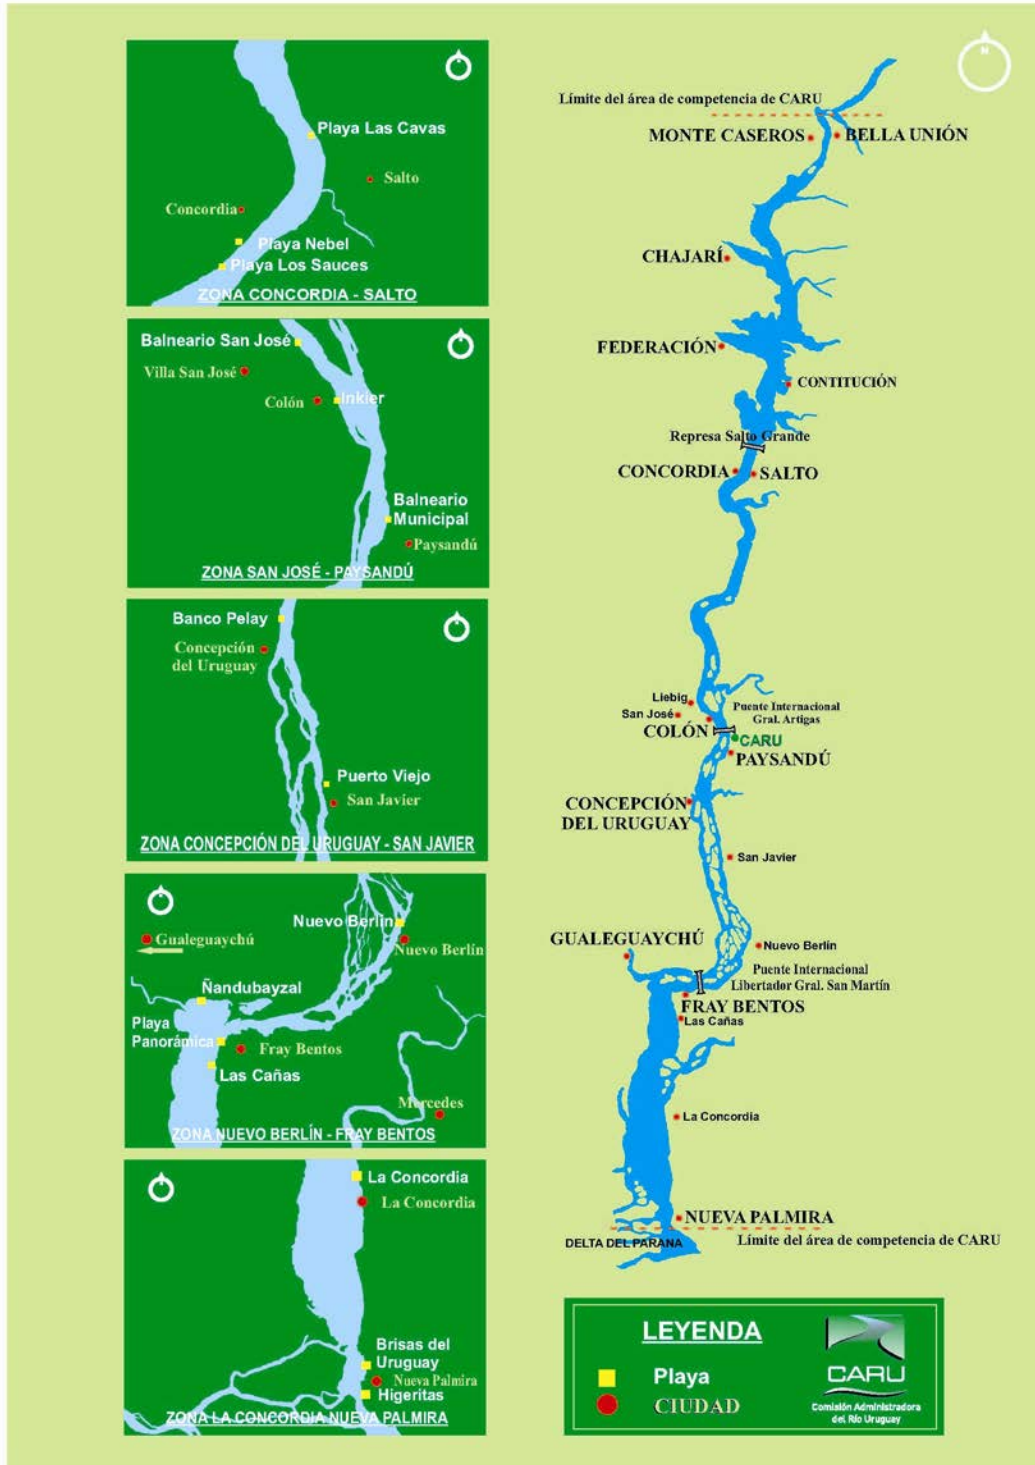 Playa Las Cavas
Salto
Concordia
Playa Nebel
Playa Los Sauces
ZONA CONCORDIA - SALTO
Balneario San José
Villa San José
Colón
Inkier
Balneario
Municipal
Paysandú
ZONA SAN JOSÉ - PAYSANDÚ
Banco Pelay
Concepción
del Uruguay
Puerto Viejo
San Javier
ZONA CONCEPCIÓN DEL URUGUAY - SAN JAVIER
Nuevo Berlín
Gualeguaychú
Nuevo Berlín
Ñandubayzal
Playa
Panorámica
Fray Bentos
Las Cañas
Mercedes
ZONA NUEVO BERLÍN - FRAY BENTOS
La Concordia
La Concordia
Brisas del
Uruguay
Nueva Palmira
Higeritas
ZONA LA CONCORDIA NUEVA PALMIRA
N
Límite del área de competencia de CARU
MONTE CASEROS
BELLA UNIÓN
CHAJARÍ
FEDERACIÓN
CONTITUCIÓN
Represa Salto Grande
CONCORDIA
SALTO
Liebig
San José
Puente Internacional
Gral. Artigas
COLÓN
CARU
PAYSANDÚ
CONCEPCIÓN
DEL URUGUAY
San Javier
GUALEGUAYCHÚ
Nuevo Berlín
Puente Internacional
Libertador Gral. San Martín
FRAY BENTOS
Las Cañas
La Concordia
NUEVA PALMIRA
DELTA DEL PARANA
Límite del área de competencia de CARU
LEYENDA
Playa
CIUDAD
CARU
Comisión Administradora
del Río Uruguay